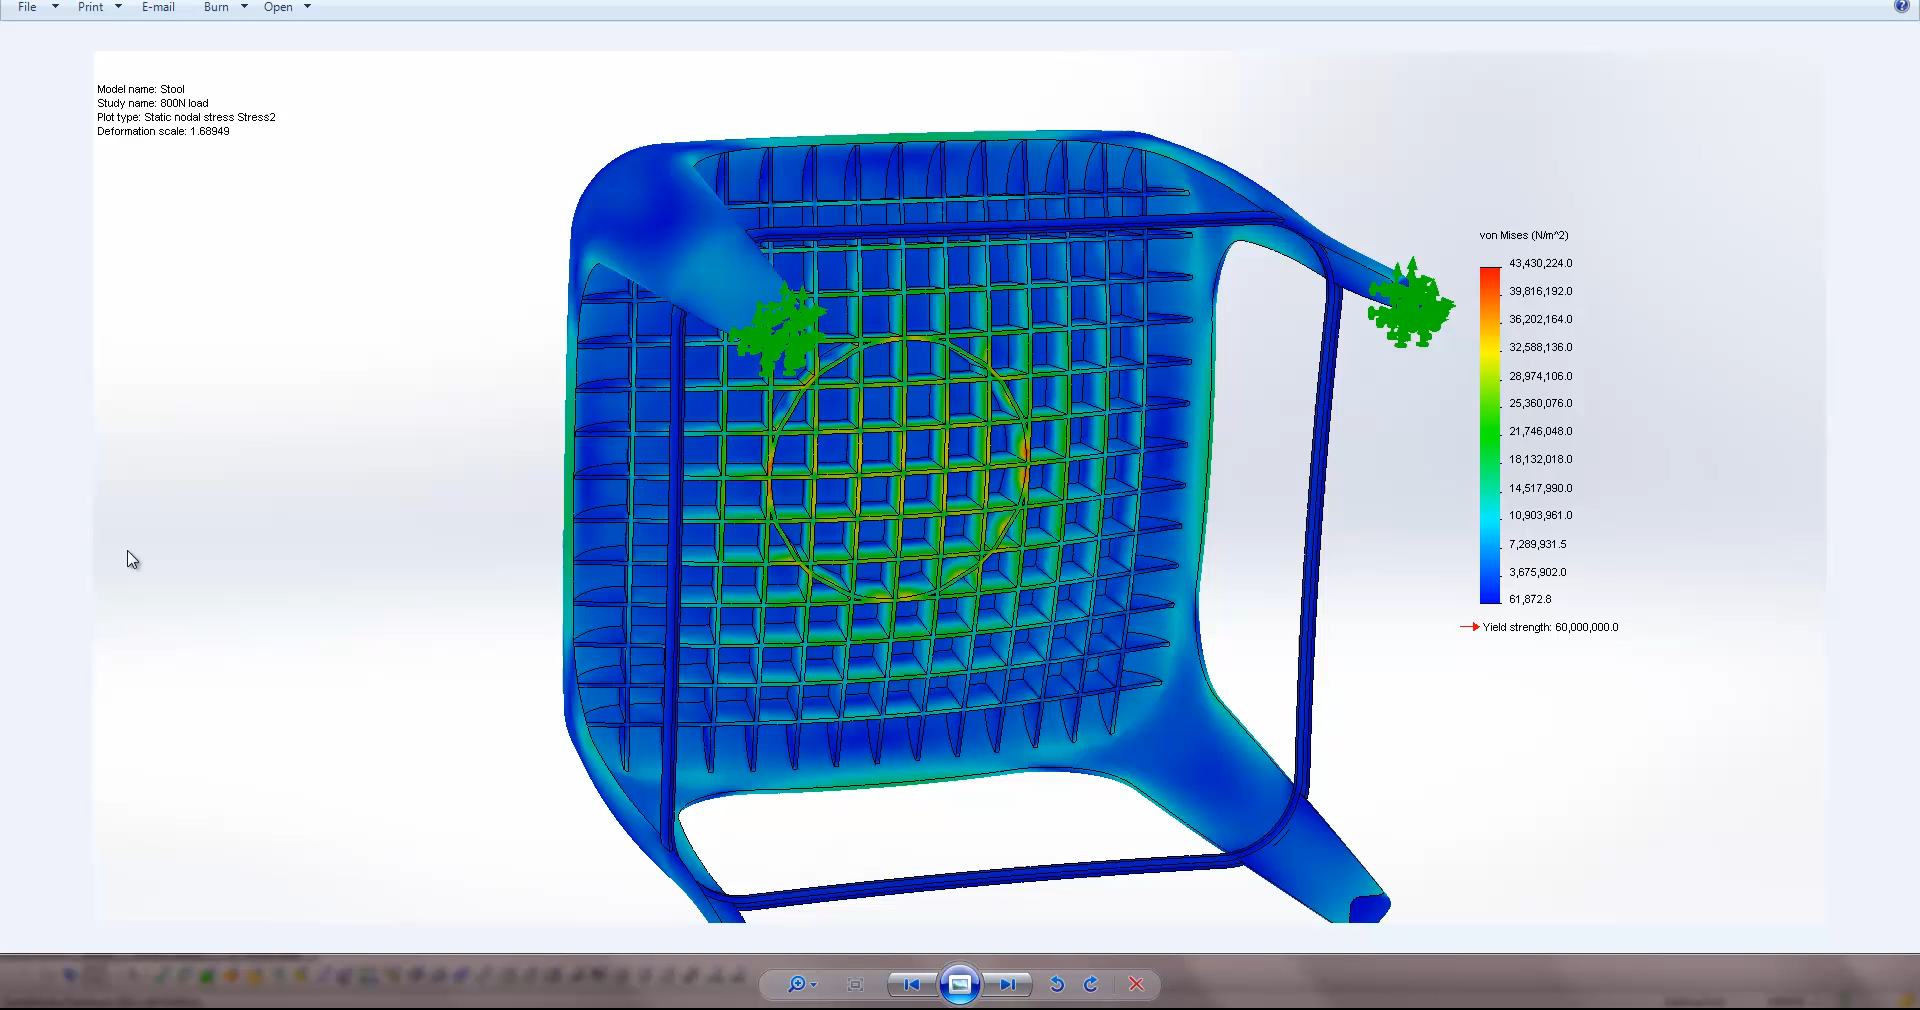 File Print E-mail Burn Open
Model name: Stool
Study name: 800N load
Plot type: Static nodal stress Stress2
Deformation scale: 1.68949
von Mises (N/m^2)
43,430,224.0
39,816,192.0
36,202,164.0
32,588,136.0
28,974,106.0
25,360,076.0
21,746,048.0
18,132,018.0
14,517,990.0
10,903,961.0
7,289,931.5
3,675,902.0
61,872.8
Yield strength: 60,000,000.0